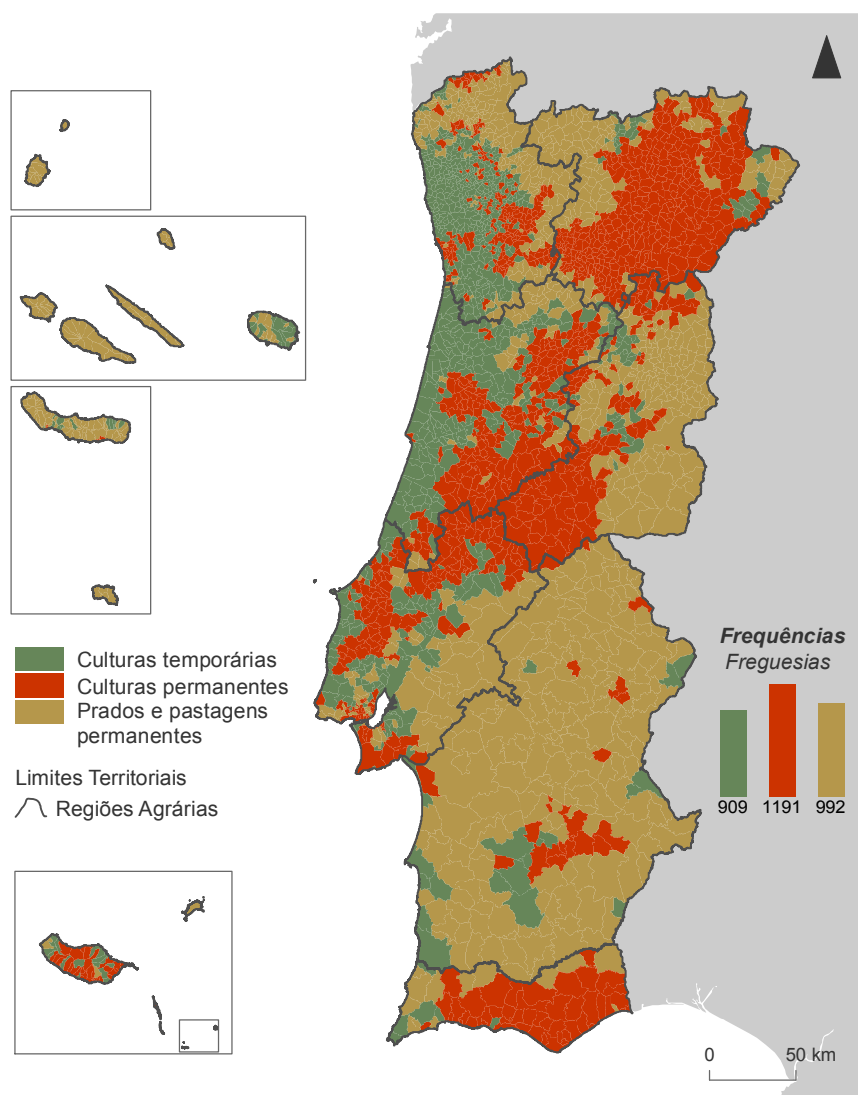 Culturas temporárias
Culturas permanentes
Prados e pastagens
permanentes
Limites Territoriais
Regiões Agrárias
Frequências
Freguesias
909 1191 992
0 50 km